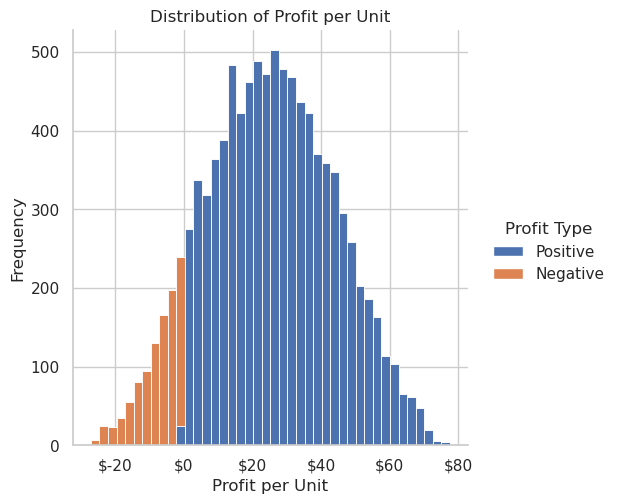 Distribution of Profit per Unit
500
400
300
200
100
0
Frequency
$-20
$0
$20
$40
$60
$80
Profit per Unit
Profit Type
Positive
Negative